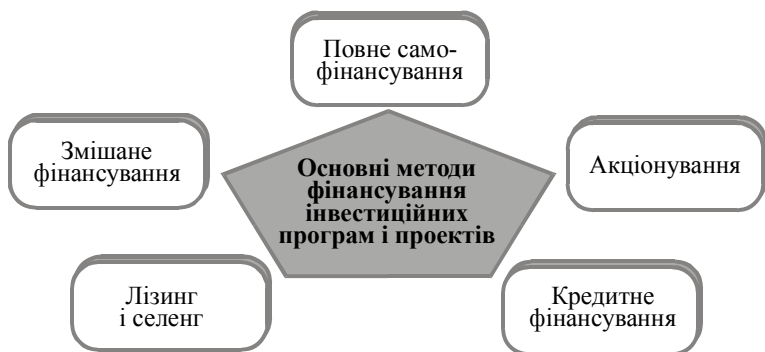 Повне само-
фінансування
Змішане
фінансування
Акціонування
Основні методи
фінансування
інвестиційних
програм і проектів
Лізинг
і селенг
Кредитне
фінансування